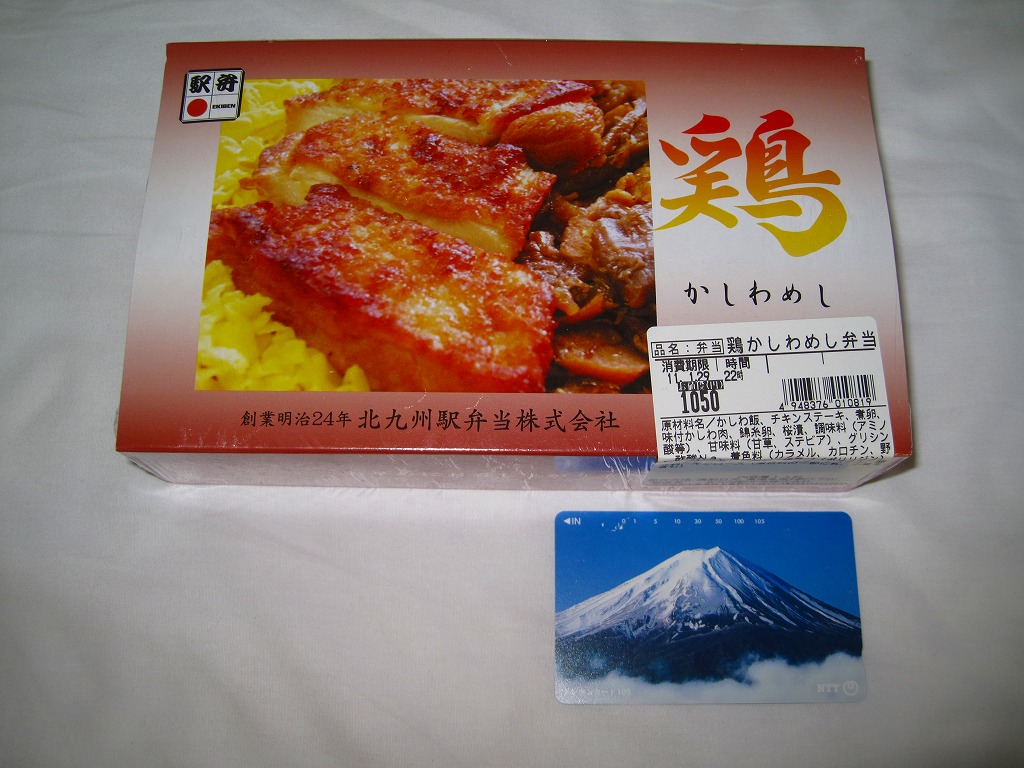 駅弁
EKIBEN
鶏
かしわめし
創業明治24年 北九州駅弁当株式会社
品名：弁当 鶏かしわめし弁当
消費期限 時間
11. 1.29 22時
1050
4 948376 010819
原材料名／かしわ飯、チキンステーキ、煮卵、
味付かしわ肉、錦糸卵、桜漬、調味料（アミノ
酸等）、甘味料（甘草、ステビア）、グリシン
着色料（カラメル、カロチン、野
◀IN 0 1 5 10 30 50 100 105
NTT